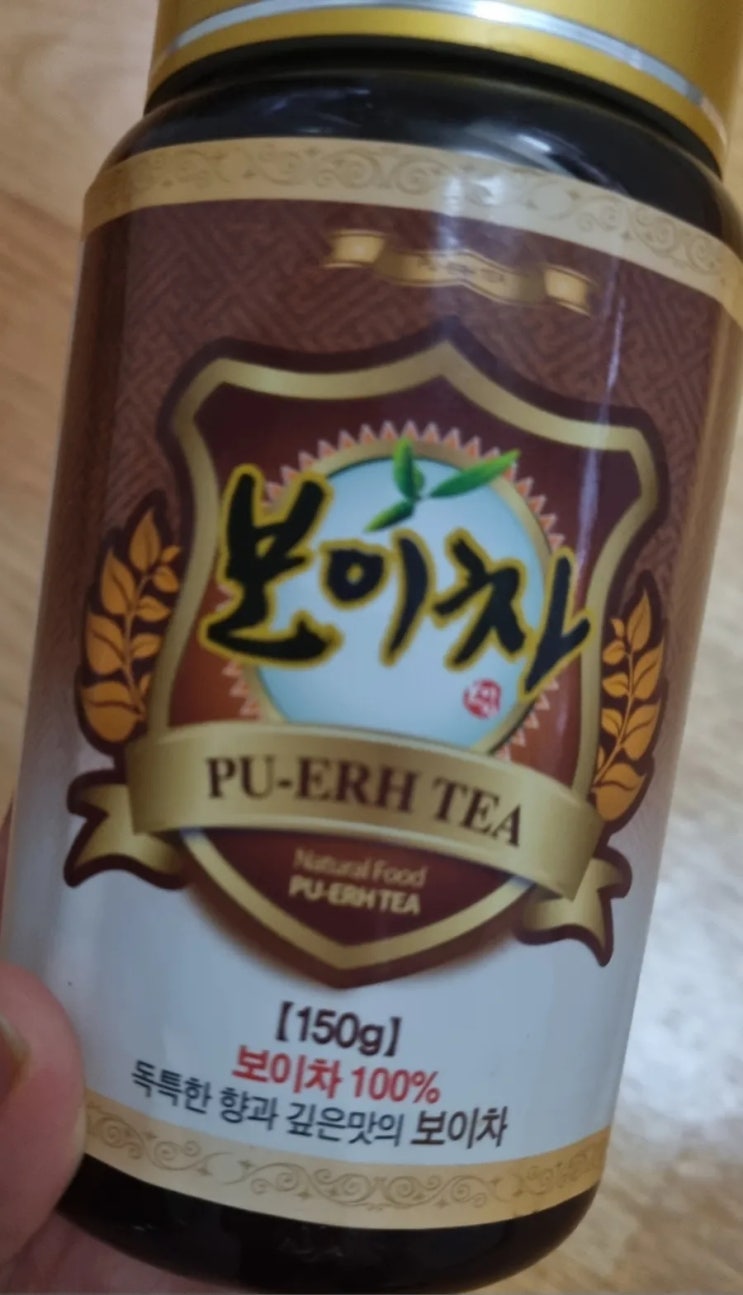 보이차
PU-ERH TEA
Natural Food
PU-ERH TEA
【150g】
보이차 100%
독특한 향과 깊은맛의 보이차